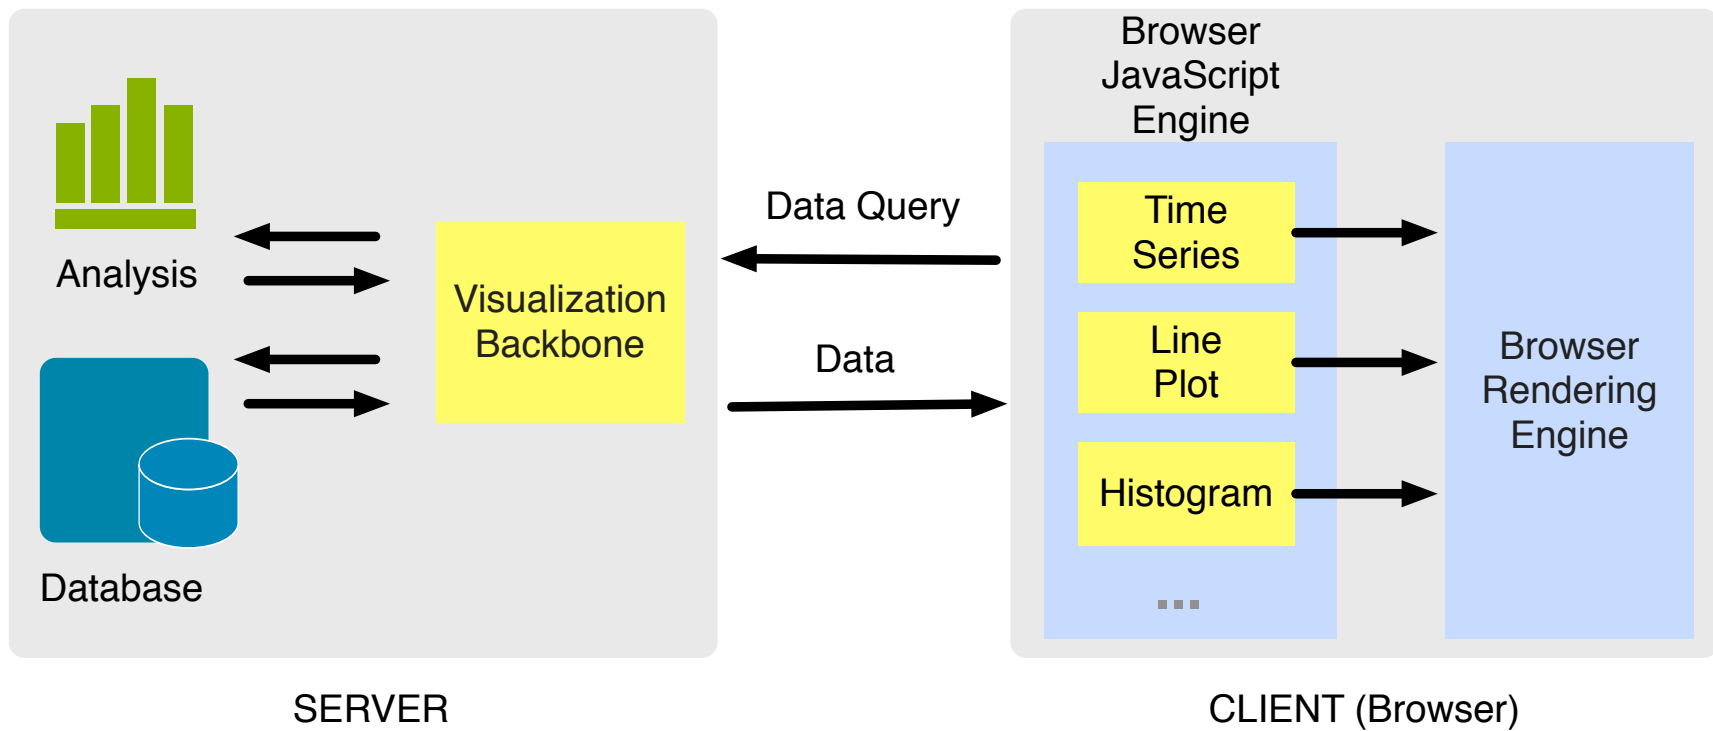 Analysis
Database
Visualization
Backbone
SERVER
Data Query
Data
Browser
JavaScript
Engine
Time
Series
Line
Plot
Histogram
...
Browser
Rendering
Engine
CLIENT (Browser)